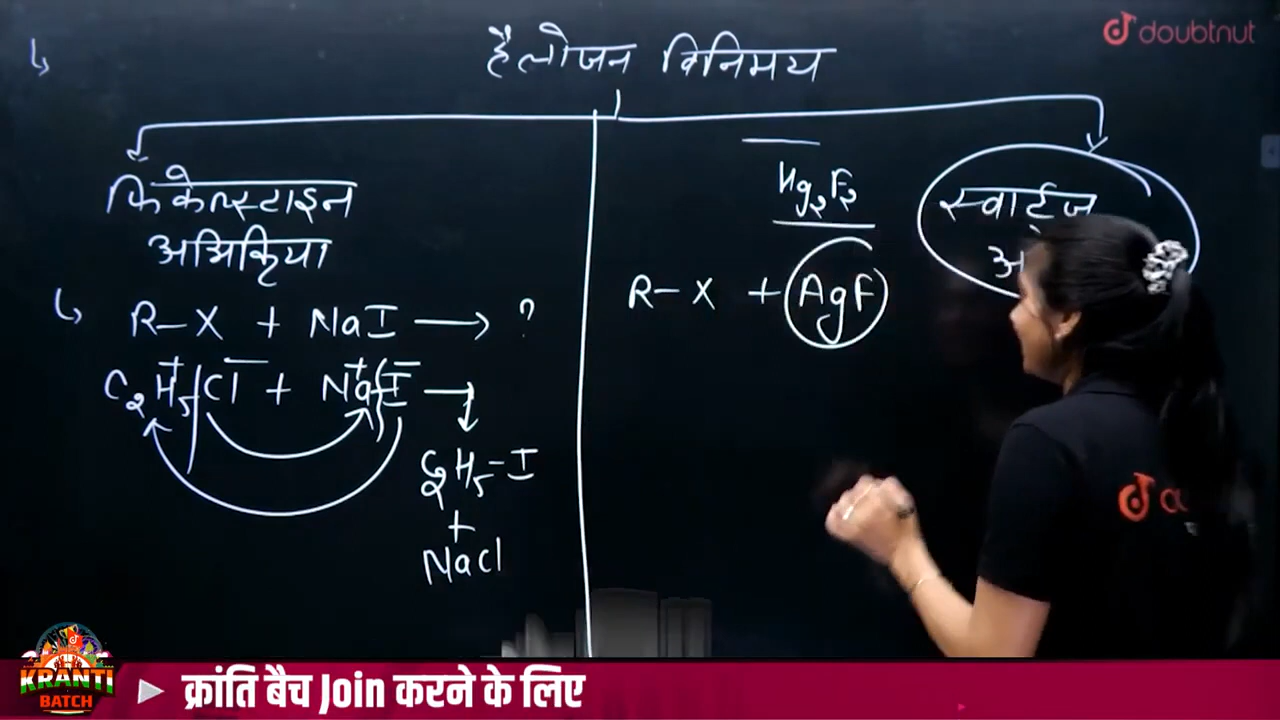 doubtnut
हैलोजन विनिमय
फिंकेल्स्टाइन
अभिक्रिया
R-X + NaI → ?
C₂H₅Cl + NaI →
C₂H₅-I
+
NaCl
Hg₂F₂
R-X + AgF
स्वार्ट्ज
KRANTI
BATCH
क्रांति बैच Join करने के लिए